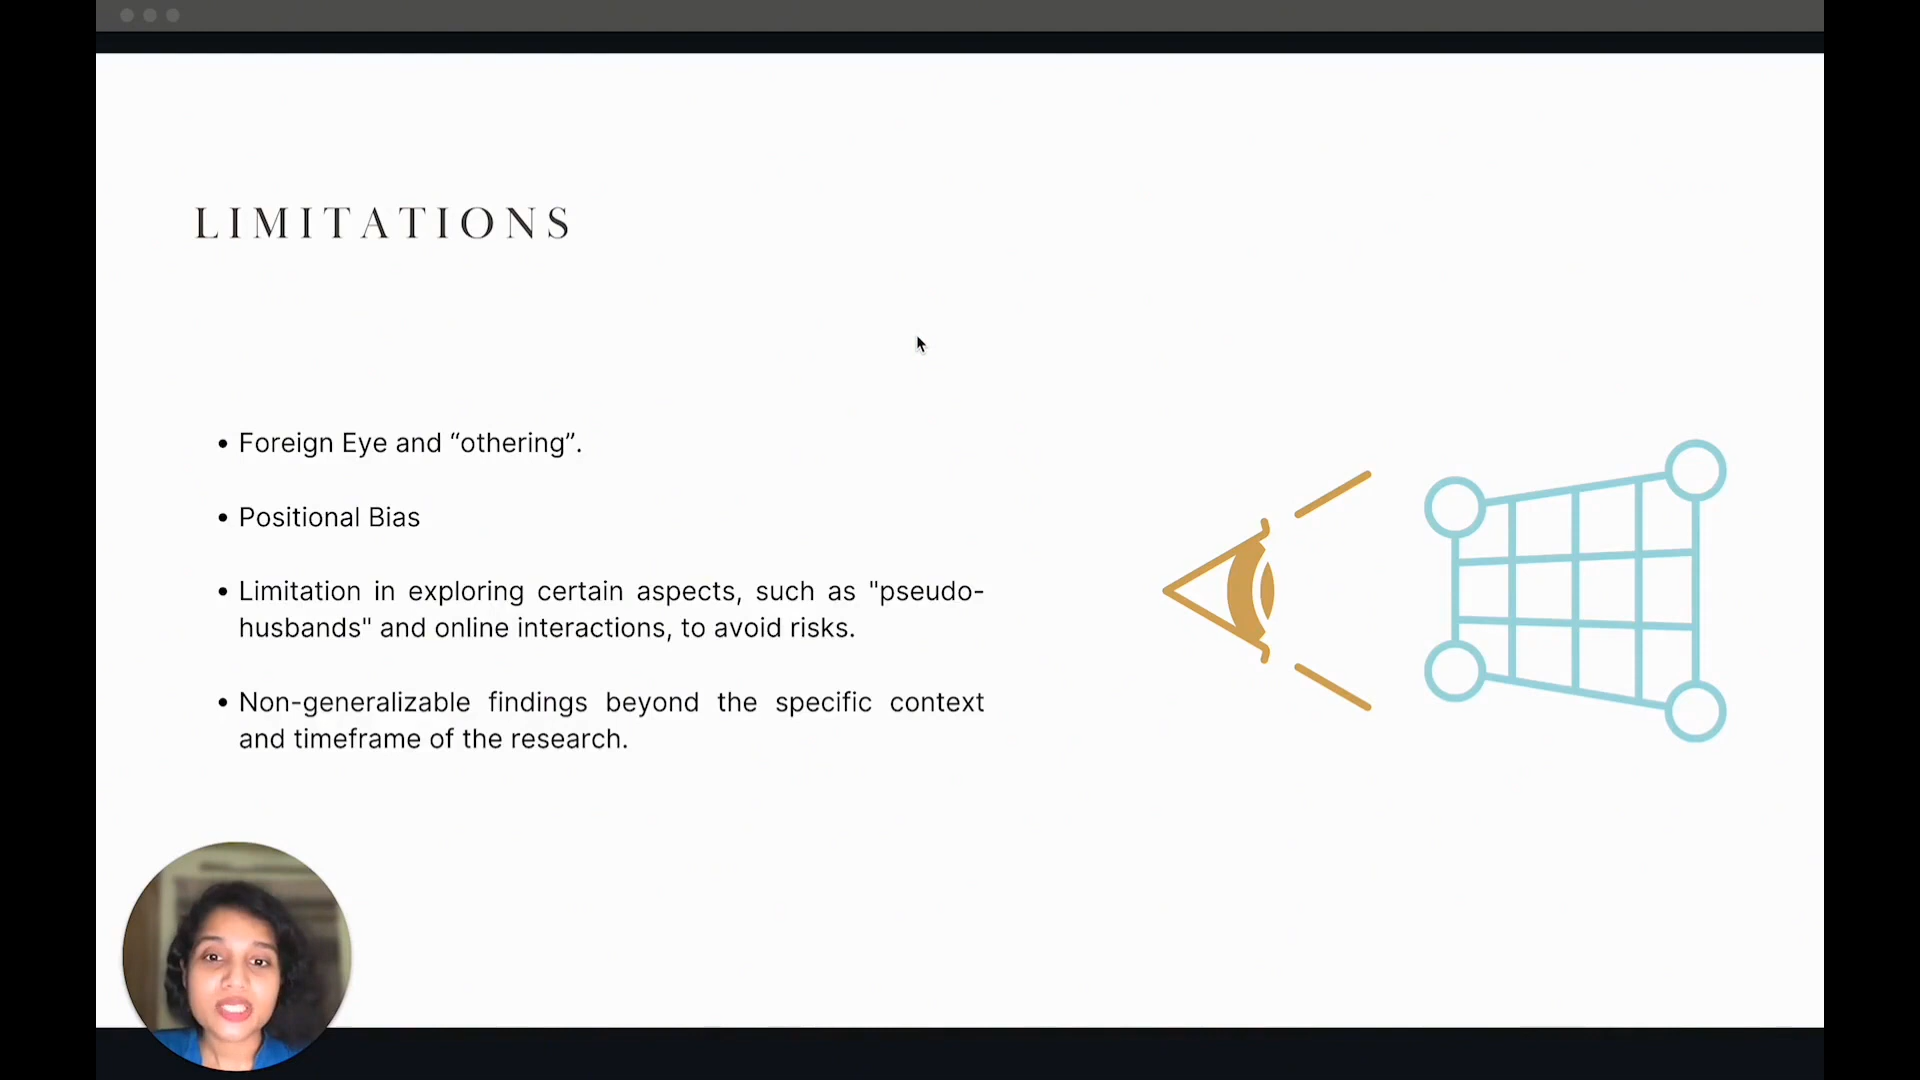 LIMITATIONS
• Foreign Eye and “othering”.
• Positional Bias
• Limitation in exploring certain aspects, such as "pseudo-
husbands" and online interactions, to avoid risks.
• Non-generalizable findings beyond the specific context
and timeframe of the research.